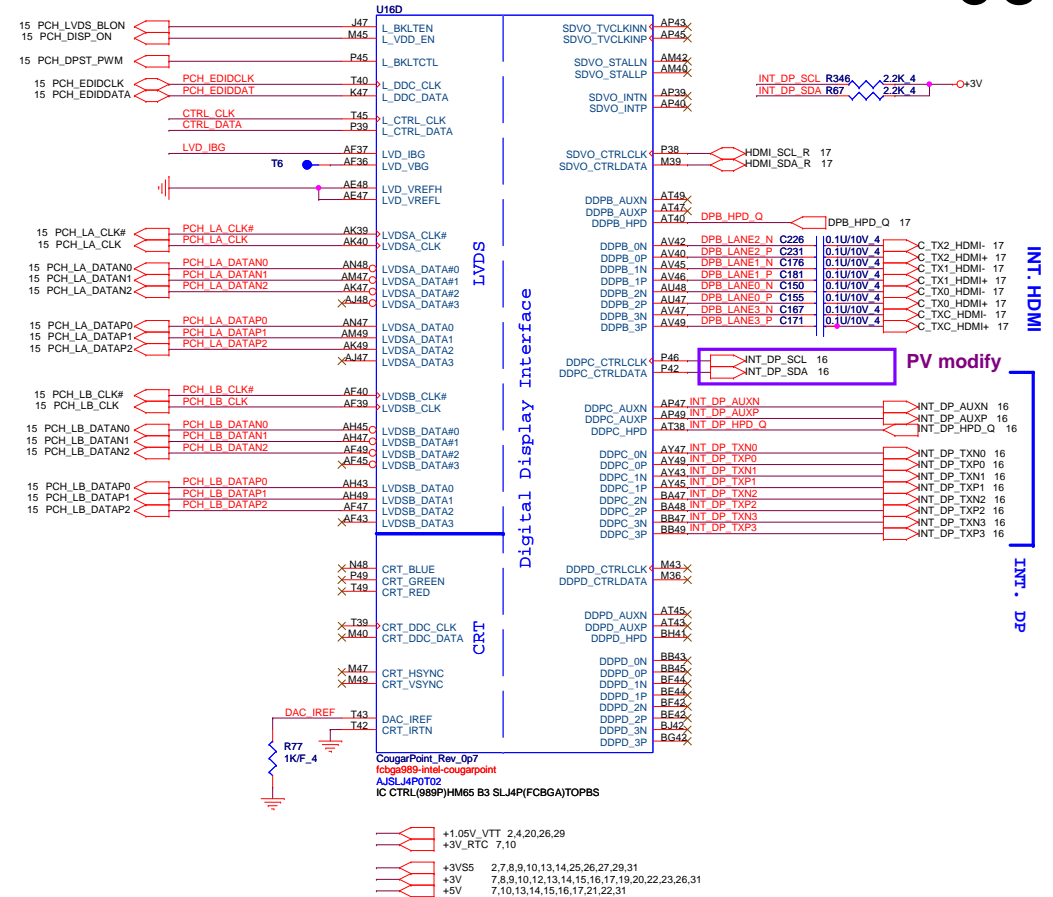 U16D
15 PCH_LVDS_BLON J47 L_BKLTEN
15 PCH_DISP_ON M45 L_VDD_EN
15 PCH_DPST_PWM P45 L_BKLTCTL
15 PCH_EDIDCLK PCH_EDIDCLK T40 L_DDC_CLK
15 PCH_EDIDDATA PCH_EDIDDAT K47 L_DDC_DATA
CTRL_CLK T45 L_CTRL_CLK
CTRL_DATA P39 L_CTRL_DATA
LVD_IBG AF37 LVD_IBG
T6 AF36 LVD_VBG
AE48 LVD_VREFH
AE47 LVD_VREFL
15 PCH_LA_CLK# PCH_LA_CLK# AK39 LVDSA_CLK#
15 PCH_LA_CLK PCH_LA_CLK AK40 LVDSA_CLK
15 PCH_LA_DATAN0 PCH_LA_DATAN0 AN48 LVDSA_DATA#0
15 PCH_LA_DATAN1 PCH_LA_DATAN1 AM47 LVDSA_DATA#1
15 PCH_LA_DATAN2 PCH_LA_DATAN2 AK47 LVDSA_DATA#2
AJ48 LVDSA_DATA#3
15 PCH_LA_DATAP0 PCH_LA_DATAP0 AN47 LVDSA_DATA0
15 PCH_LA_DATAP1 PCH_LA_DATAP1 AM49 LVDSA_DATA1
15 PCH_LA_DATAP2 PCH_LA_DATAP2 AK49 LVDSA_DATA2
AJ47 LVDSA_DATA3
15 PCH_LB_CLK# PCH_LB_CLK# AF40 LVDSB_CLK#
15 PCH_LB_CLK PCH_LB_CLK AF39 LVDSB_CLK
15 PCH_LB_DATAN0 PCH_LB_DATAN0 AH45 LVDSB_DATA#0
15 PCH_LB_DATAN1 PCH_LB_DATAN1 AH47 LVDSB_DATA#1
15 PCH_LB_DATAN2 PCH_LB_DATAN2 AF49 LVDSB_DATA#2
AF45 LVDSB_DATA#3
15 PCH_LB_DATAP0 PCH_LB_DATAP0 AH43 LVDSB_DATA0
15 PCH_LB_DATAP1 PCH_LB_DATAP1 AH49 LVDSB_DATA1
15 PCH_LB_DATAP2 PCH_LB_DATAP2 AF47 LVDSB_DATA2
AF43 LVDSB_DATA3
N48 CRT_BLUE
P49 CRT_GREEN
T49 CRT_RED
T39 CRT_DDC_CLK
M40 CRT_DDC_DATA
M47 CRT_HSYNC
M49 CRT_VSYNC
DAC_IREF T43 DAC_IREF
T42 CRT_IRTN
R77
1K/F_4
LVDS
CRT
Digital Display Interface
SDVO_TVCLKINN AP43
SDVO_TVCLKINP AP45
SDVO_STALLN AM42
SDVO_STALLP AM40
SDVO_INTN AP39
SDVO_INTP AP40
INT_DP_SCL R346 2.2K_4
INT_DP_SDA R67 2.2K_4
+3V
SDVO_CTRLCLK P38 HDMI_SCL_R 17
SDVO_CTRLDATA M39 HDMI_SDA_R 17
DDPB_AUXN AT49
DDPB_AUXP AT47
DDPB_HPD AT40 DPB_HPD_Q DPB_HPD_Q 17
DDPB_0N AV42 DPB_LANE2_N C226 0.1U/10V_4 C_TX2_HDMI- 17
DDPB_0P AV40 DPB_LANE2_P C231 0.1U/10V_4 C_TX2_HDMI+ 17
DDPB_1N AV45 DPB_LANE1_N C176 0.1U/10V_4 C_TX1_HDMI- 17
DDPB_1P AV46 DPB_LANE1_P C181 0.1U/10V_4 C_TX1_HDMI+ 17
DDPB_2N AU48 DPB_LANE0_N C150 0.1U/10V_4 C_TX0_HDMI- 17
DDPB_2P AU47 DPB_LANE0_P C155 0.1U/10V_4 C_TX0_HDMI+ 17
DDPB_3N AV47 DPB_LANE3_N C167 0.1U/10V_4 C_TXC_HDMI- 17
DDPB_3P AV49 DPB_LANE3_P C171 0.1U/10V_4 C_TXC_HDMI+ 17
INT.HDMI
DDPC_CTRLCLK P46 INT_DP_SCL 16
DDPC_CTRLDATA P42 INT_DP_SDA 16
PV modify
DDPC_AUXN AP47 INT_DP_AUXN INT_DP_AUXN 16
DDPC_AUXP AP49 INT_DP_AUXP INT_DP_AUXP 16
DDPC_HPD AT38 INT_DP_HPD_Q INT_DP_HPD_Q 16
DDPC_0N AY47 INT_DP_TXN0 INT_DP_TXN0 16
DDPC_0P AY49 INT_DP_TXP0 INT_DP_TXP0 16
DDPC_1N AY43 INT_DP_TXN1 INT_DP_TXN1 16
DDPC_1P AY45 INT_DP_TXP1 INT_DP_TXP1 16
DDPC_2N BA47 INT_DP_TXN2 INT_DP_TXN2 16
DDPC_2P BA48 INT_DP_TXP2 INT_DP_TXP2 16
DDPC_3N BB47 INT_DP_TXN3 INT_DP_TXN3 16
DDPC_3P BB49 INT_DP_TXP3 INT_DP_TXP3 16
INT. DP
DDPD_CTRLCLK M43
DDPD_CTRLDATA M36
DDPD_AUXN AT45
DDPD_AUXP AT43
DDPD_HPD BH41
DDPD_0N BB43
DDPD_0P BB45
DDPD_1N BF44
DDPD_1P BE44
DDPD_2N BF42
DDPD_2P BE42
DDPD_3N BJ42
DDPD_3P BG42
CougarPoint_Rev_0p7
fcbga989-intel-cougarpoint
AJSLJ4P0T02
IC CTRL(989P)HM65 B3 SLJ4P(FCBGA)TOPBS
+1.05V_VTT 2,4,20,26,29
+3V_RTC 7,10
+3VS5 2,7,8,9,10,13,14,25,26,27,29,31
+3V 7,8,9,10,12,13,14,15,16,17,19,20,22,23,26,31
+5V 7,10,13,14,15,16,17,21,22,31